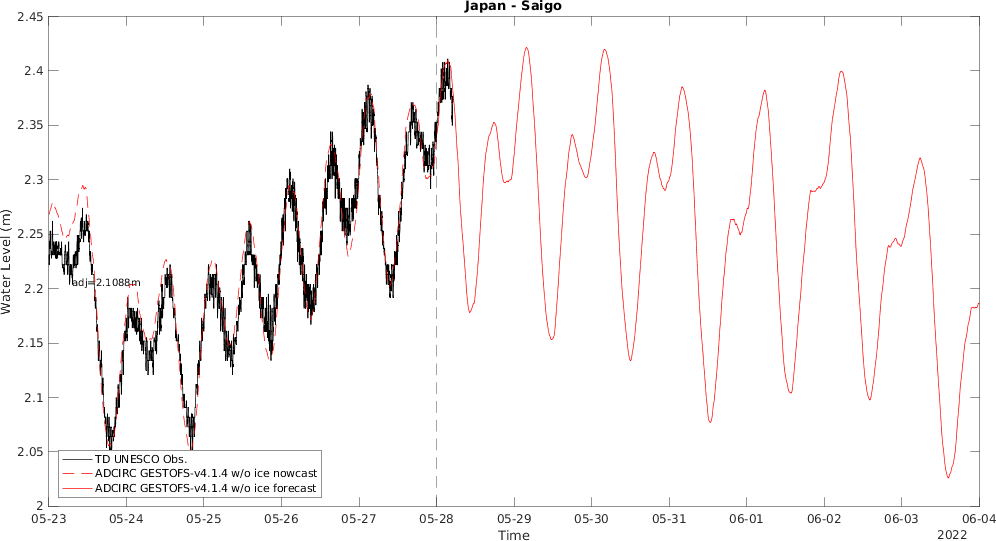 Japan - Saigo
Water Level (m)
2.45
2.4
2.35
2.3
2.25
2.2
2.15
2.1
2.05
2
adj=2.1088m
TD UNESCO Obs.
ADCIRC GESTOFS-v4.1.4 w/o ice nowcast
ADCIRC GESTOFS-v4.1.4 w/o ice forecast
05-23 05-24 05-25 05-26 05-27 05-28 05-29 05-30 05-31 06-01 06-02 06-03 06-04
Time
2022